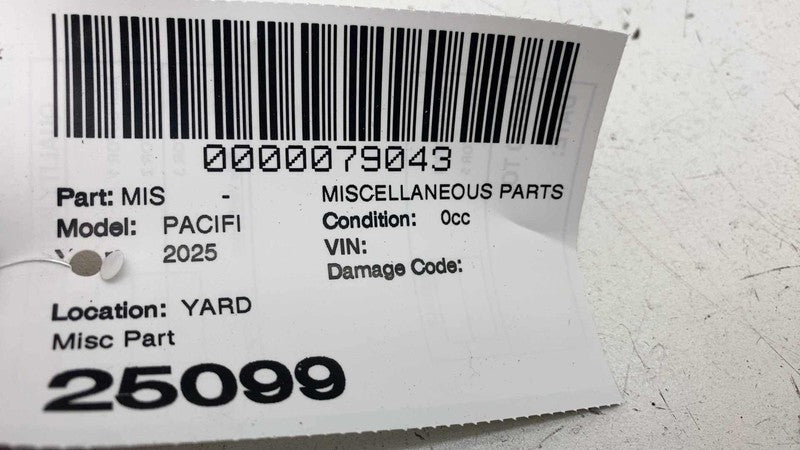 0000079043
Part: MIS - MISCELLANEOUS PARTS
Model: PACIFI Condition: 0cc
2025 VIN:
Damage Code:
Location: YARD
Misc Part
25099